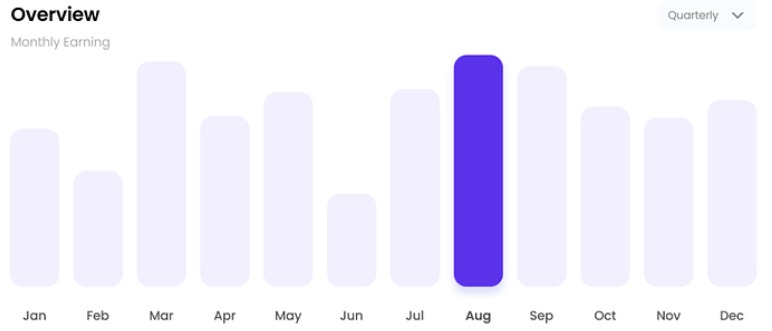 Overview
Quarterly
Monthly Earning
Jan Feb Mar Apr May Jun Jul Aug Sep Oct Nov Dec